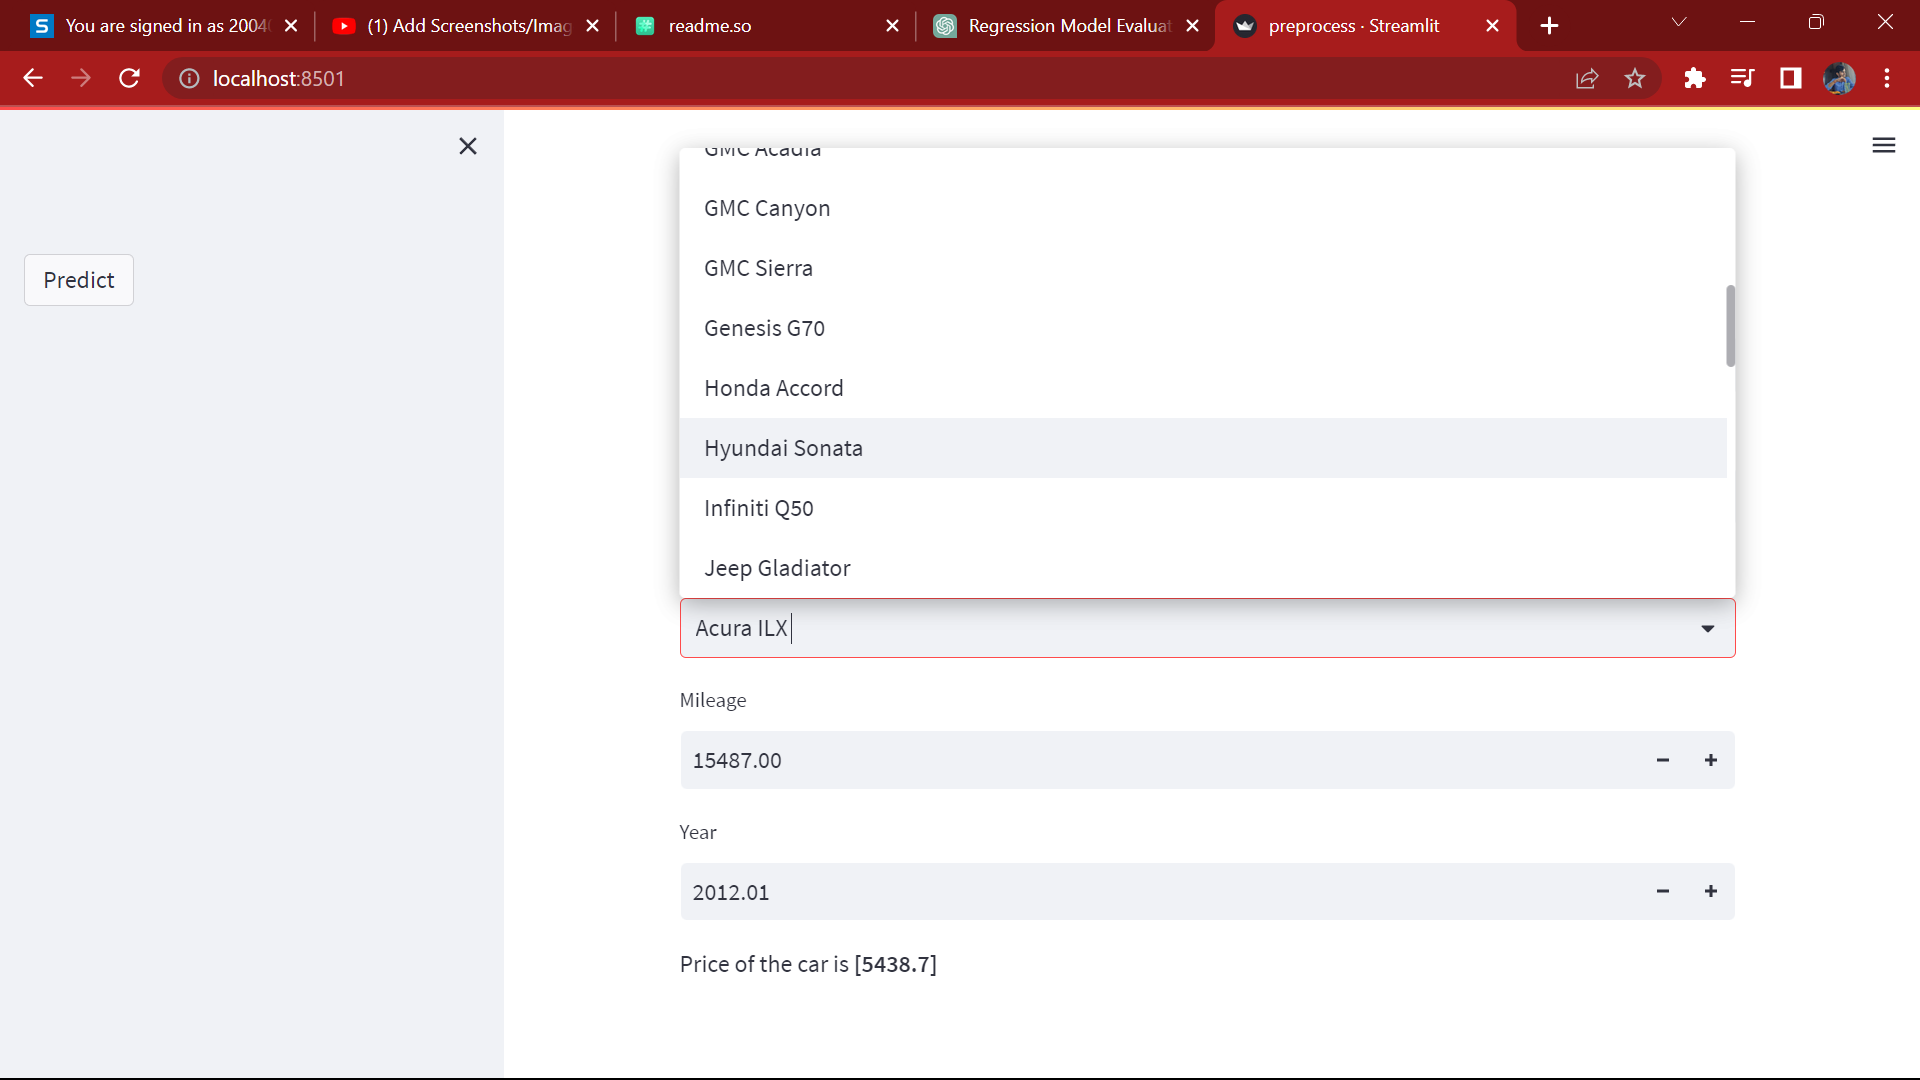 You are signed in as 2004
(1) Add Screenshots/Imag
readme.so
Regression Model Evaluat
preprocess · Streamlit
localhost:8501
Predict
GMC Acadia
GMC Canyon
GMC Sierra
Genesis G70
Honda Accord
Hyundai Sonata
Infiniti Q50
Jeep Gladiator
Acura ILX
Mileage
15487.00
Year
2012.01
Price of the car is [5438.7]